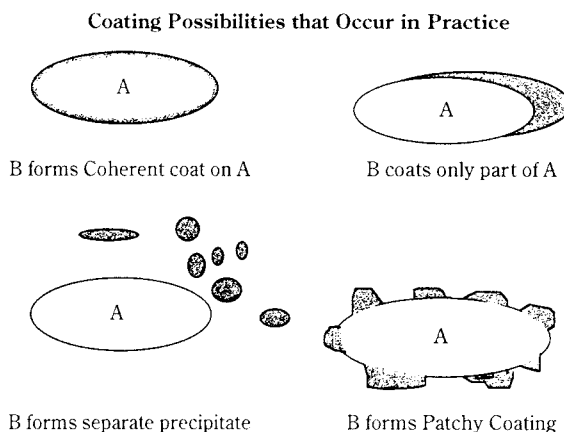 Coating Possibilities that Occur in Practice
A
A
B forms Coherent coat on A
B coats only part of A
A
A
B forms separate precipitate
B forms Patchy Coating